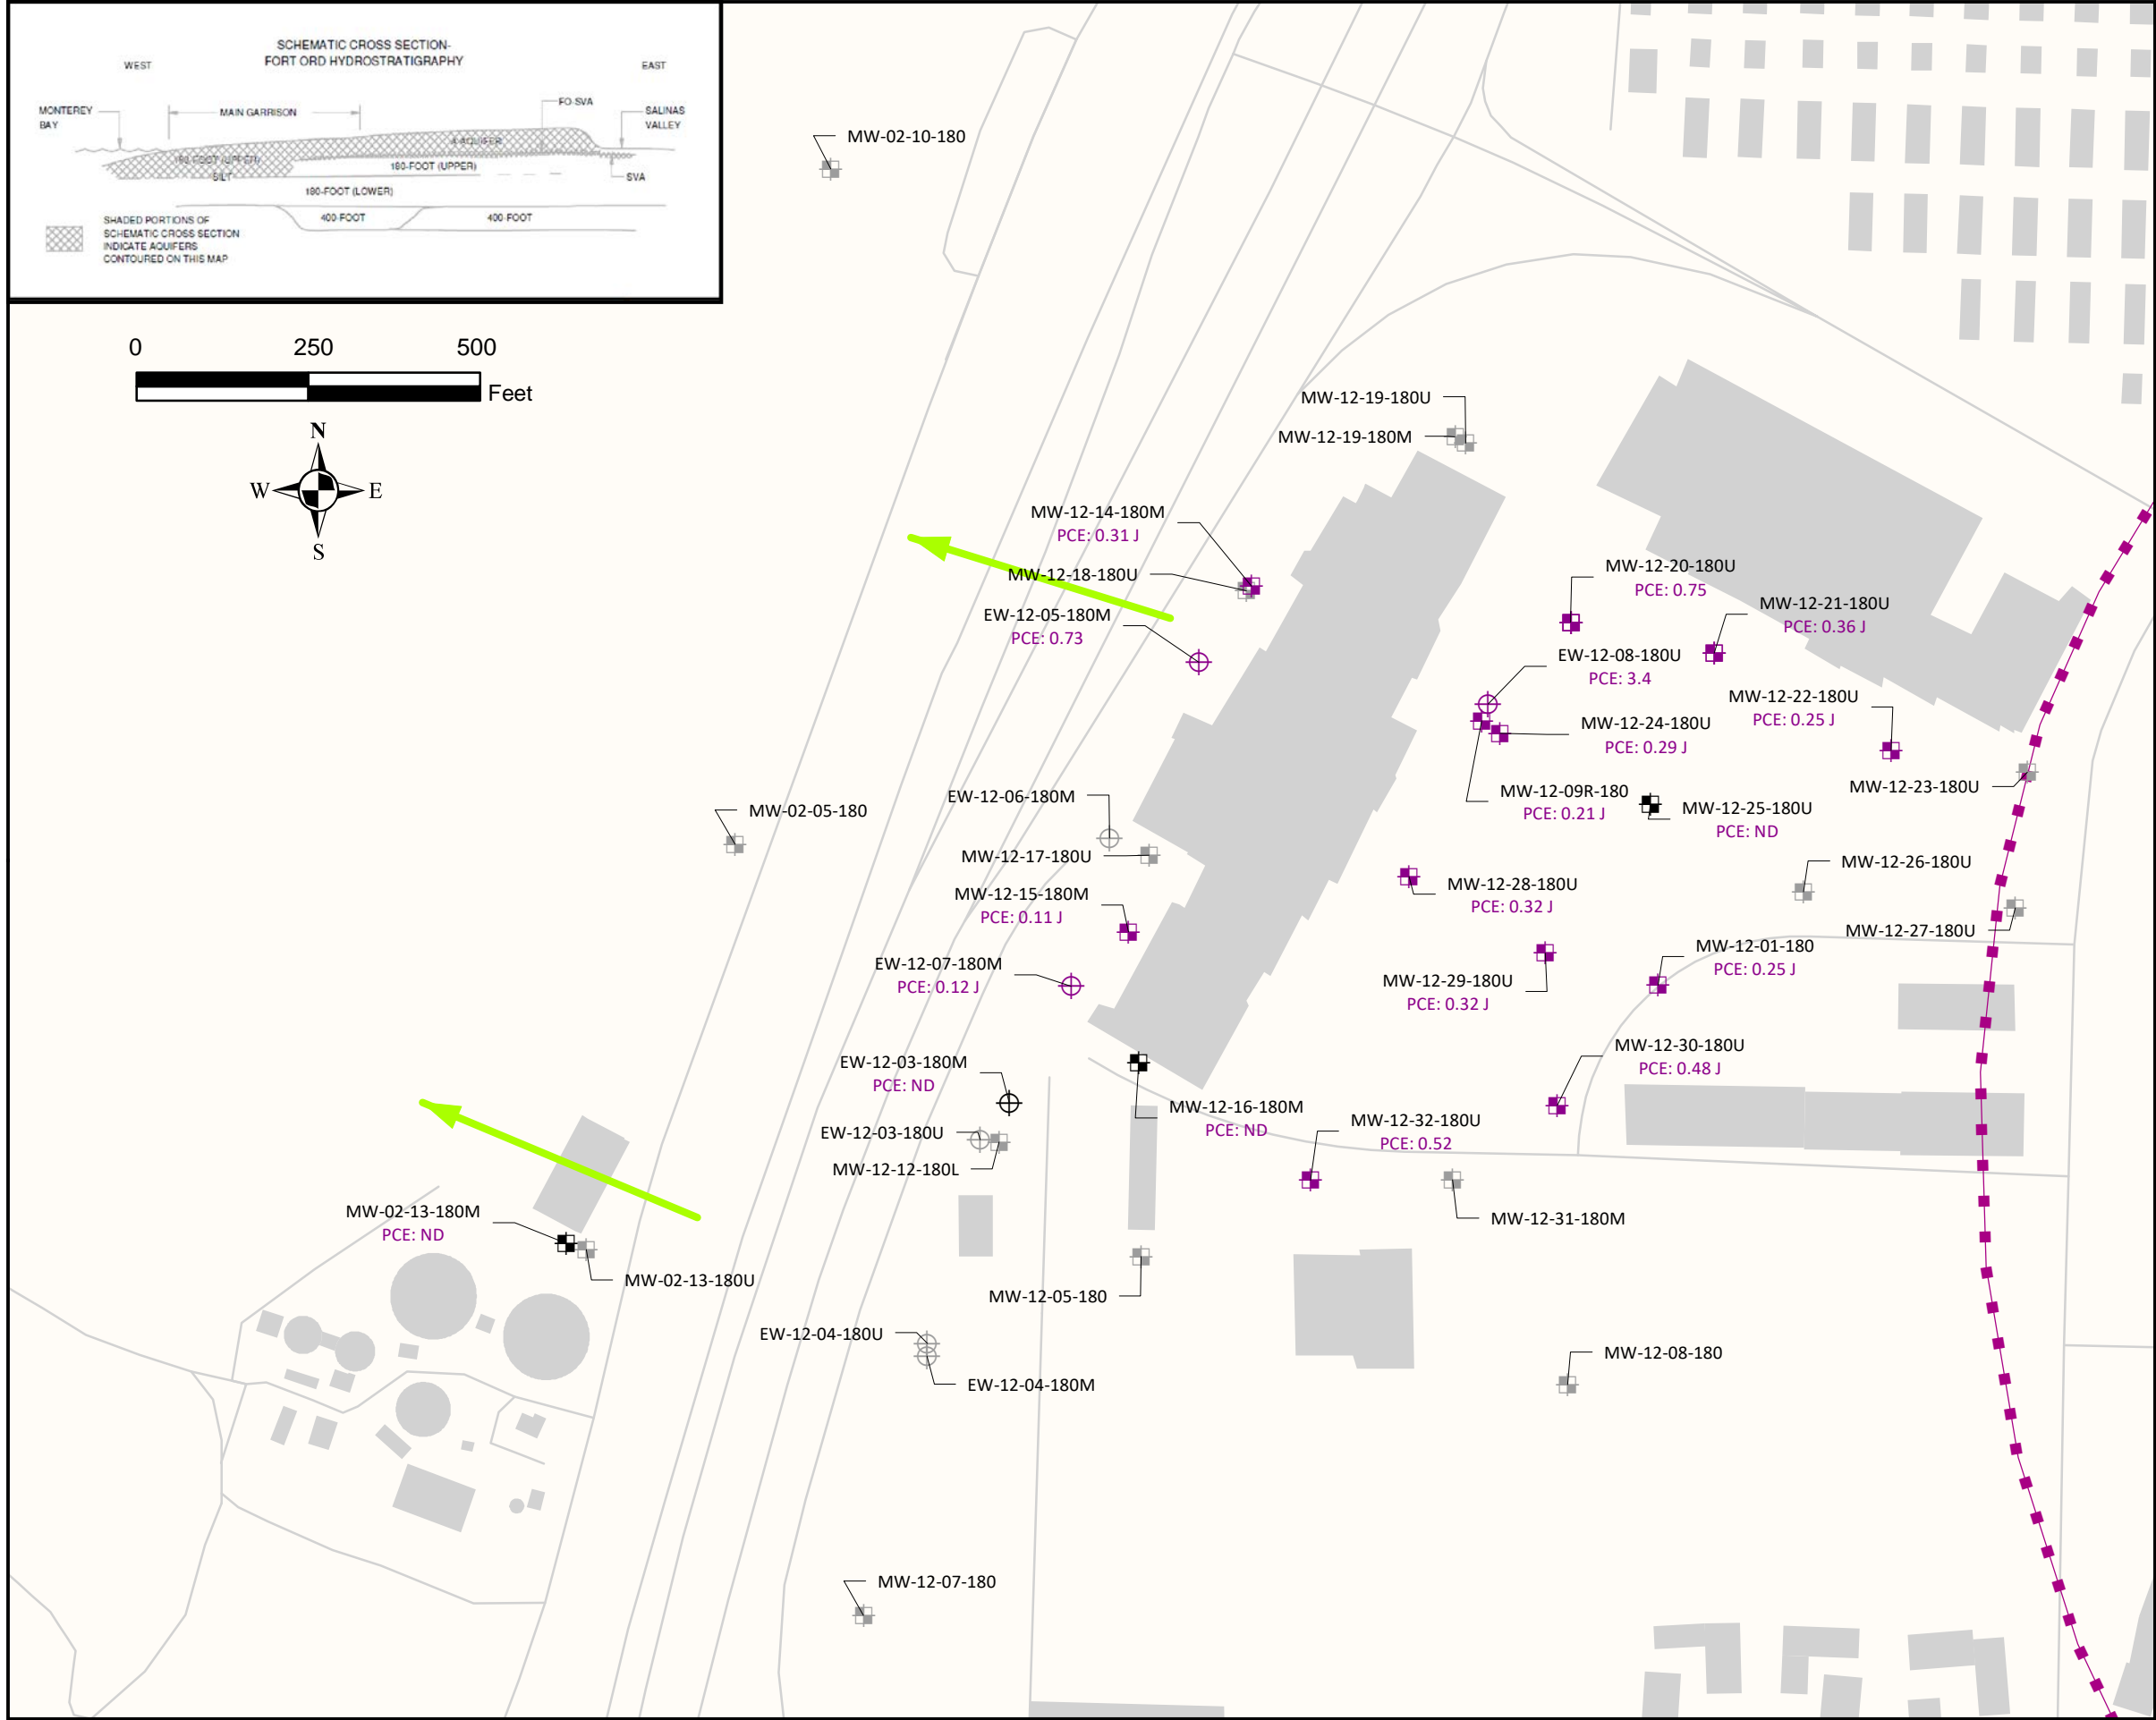 SCHEMATIC CROSS SECTION-
FORT ORD HYDROSTRATIGRAPHY
WEST
EAST
MONTEREY
BAY
MAIN GARRISON
FO-SVA
SALINAS
VALLEY
A-AQUIFER
180-FOOT (UPPER)
180-FOOT (UPPER)
SILT
SVA
180-FOOT (LOWER)
400-FOOT
400-FOOT
SHADED PORTIONS OF
SCHEMATIC CROSS SECTION
INDICATE AQUIFERS
CONTOURED ON THIS MAP
0 250 500
Feet
N
W E
S
MW-02-10-180
MW-12-19-180U
MW-12-19-180M
MW-12-14-180M
PCE: 0.31 J
MW-12-18-180U
EW-12-05-180M
PCE: 0.73
MW-12-20-180U
PCE: 0.75
MW-12-21-180U
PCE: 0.36 J
EW-12-08-180U
PCE: 3.4
MW-12-22-180U
PCE: 0.25 J
MW-12-24-180U
PCE: 0.29 J
MW-12-23-180U
MW-12-09R-180
PCE: 0.21 J
MW-12-25-180U
PCE: ND
MW-02-05-180
EW-12-06-180M
MW-12-17-180U
MW-12-15-180M
PCE: 0.11 J
MW-12-26-180U
MW-12-28-180U
PCE: 0.32 J
MW-12-27-180U
MW-12-01-180
PCE: 0.25 J
EW-12-07-180M
PCE: 0.12 J
MW-12-29-180U
PCE: 0.32 J
EW-12-03-180M
PCE: ND
MW-12-30-180U
PCE: 0.48 J
MW-12-16-180M
PCE: ND
MW-12-32-180U
PCE: 0.52
EW-12-03-180U
MW-12-12-180L
MW-02-13-180M
PCE: ND
MW-12-31-180M
MW-02-13-180U
MW-12-05-180
EW-12-04-180U
MW-12-08-180
EW-12-04-180M
MW-12-07-180